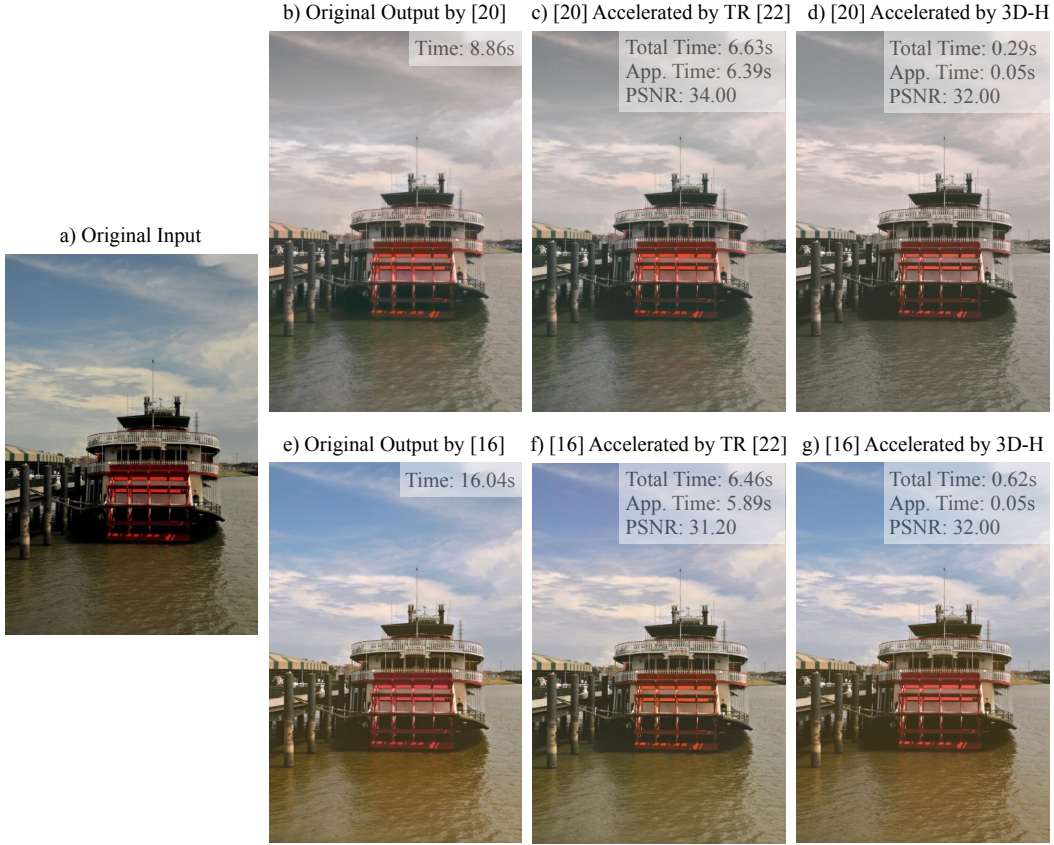 b) Original Output by [20]
c) [20] Accelerated by TR [22]
d) [20] Accelerated by 3D-H
Time: 8.86s
Total Time: 6.63s
App. Time: 6.39s
PSNR: 34.00
Total Time: 0.29s
App. Time: 0.05s
PSNR: 32.00
a) Original Input
e) Original Output by [16]
f) [16] Accelerated by TR [22]
g) [16] Accelerated by 3D-H
Time: 16.04s
Total Time: 6.46s
App. Time: 5.89s
PSNR: 31.20
Total Time: 0.62s
App. Time: 0.05s
PSNR: 32.00